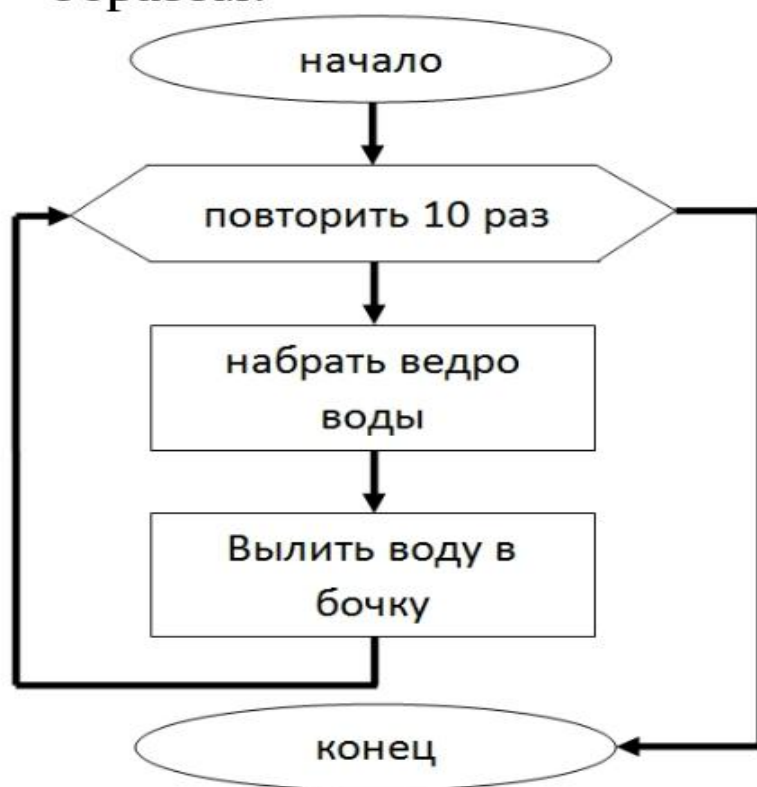 начало
повторить 10 раз
набрать ведро
воды
Вылить воду в
бочку
конец